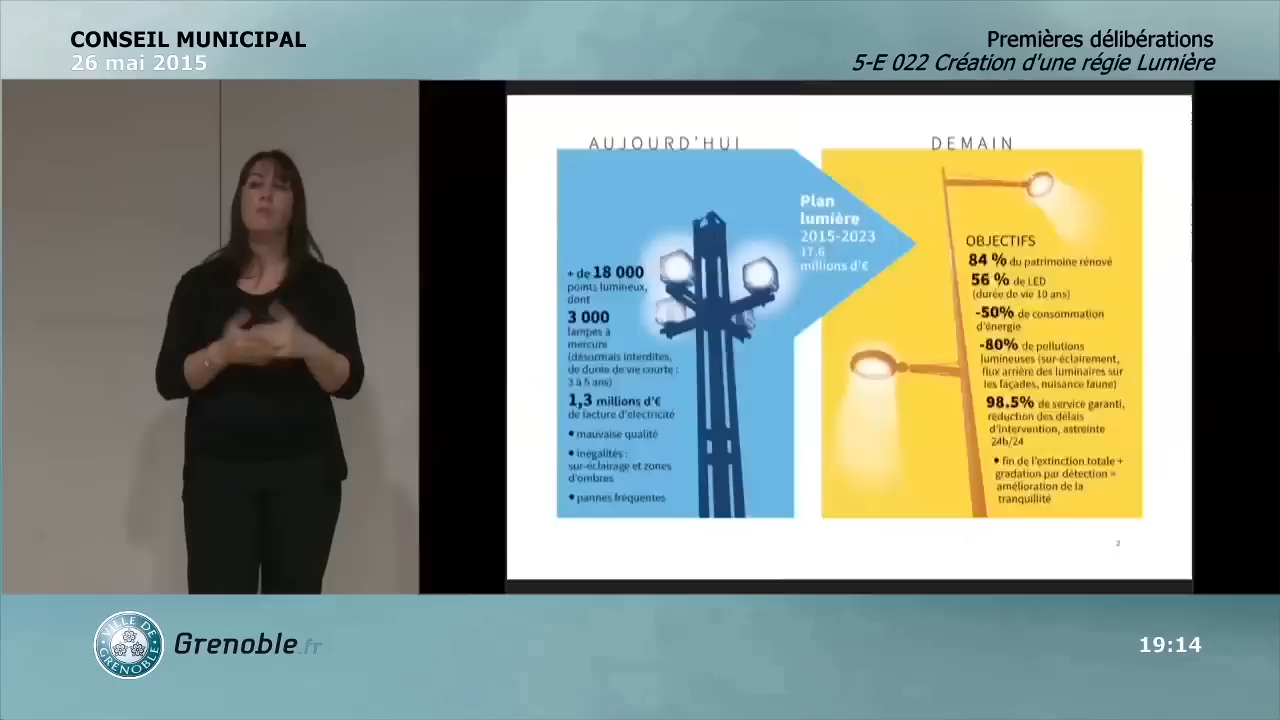 CONSEIL MUNICIPAL
26 mai 2015
Premières délibérations
5-E 022 Création d'une régie Lumière
AUJOURD'HUI
DEMAIN
Plan
lumière
2015-2023
17.6
millions d'€
+ de 18 000
points lumineux,
dont
3 000
lampes à
mercure
(désormais interdites,
de durée de vie courte :
3 à 5 ans)
1,3 millions d'€
de facture d'électricité
• mauvaise qualité
• inégalités :
sur-éclairage et zones
d'ombres
• pannes fréquentes
OBJECTIFS
84 % du patrimoine rénové
56 % de LED
(durée de vie 10 ans)
-50% de consommation
d'énergie
-80% de pollutions
lumineuses (sur-éclairement,
flux arrière des luminaires sur
les façades, nuisance faune)
98.5% de service garanti,
réduction des délais
d'intervention, astreinte
24h/24
• fin de l'extinction totale +
gradation par détection =
amélioration de la
tranquillité
2
VILLE DE
GRENOBLE
Grenoble.fr
19:14